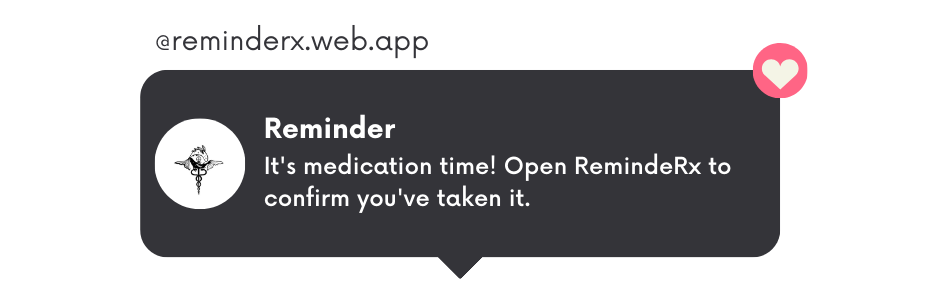 @reminderx.web.app
Reminder
It's medication time! Open RemindeRx to
confirm you've taken it.